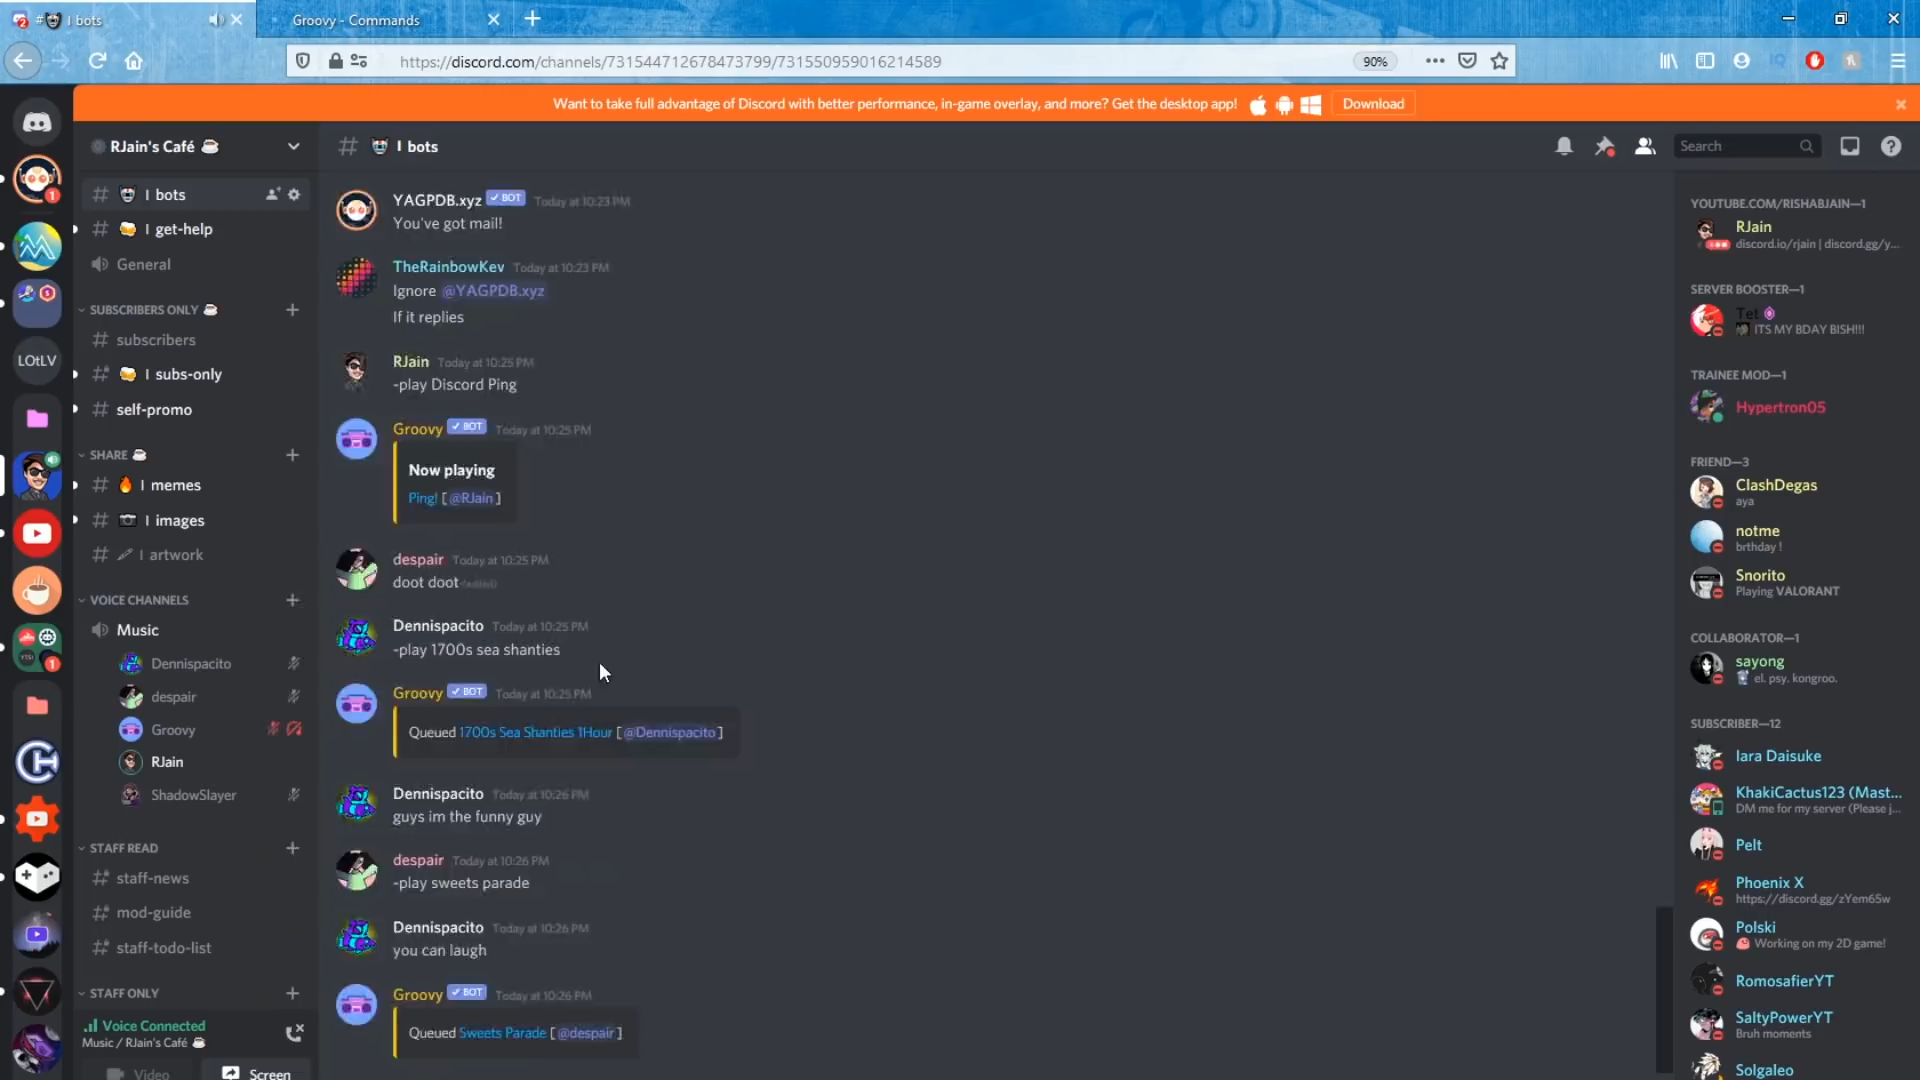 # I bots
Groovy - Commands
https://discord.com/channels/731544712678473799/731550959016214589
90%
Want to take full advantage of Discord with better performance, in-game overlay, and more? Get the desktop app!
Download
RJain's Café
# I bots
# I get-help
General
SUBSCRIBERS ONLY
# subscribers
# I subs-only
# self-promo
SHARE
# I memes
# I images
# I artwork
VOICE CHANNELS
Music
Dennispacito
despair
Groovy
RJain
ShadowSlayer
STAFF READ
# staff-news
# mod-guide
# staff-todo-list
STAFF ONLY
Voice Connected
Music / RJain's Café
Video
Screen
LOtLV
1
1
# I bots
Search
YAGPDB.xyz BOT Today at 10:23 PM
You've got mail!
TheRainbowKev Today at 10:23 PM
Ignore @YAGPDB.xyz
If it replies
RJain Today at 10:25 PM
-play Discord Ping
Groovy BOT Today at 10:25 PM
Now playing
Ping! [ @RJain ]
despair Today at 10:25 PM
doot doot (edited)
Dennispacito Today at 10:25 PM
-play 1700s sea shanties
Groovy BOT Today at 10:25 PM
Queued 1700s Sea Shanties 1Hour [ @Dennispacito ]
Dennispacito Today at 10:26 PM
guys im the funny guy
despair Today at 10:26 PM
-play sweets parade
Dennispacito Today at 10:26 PM
you can laugh
Groovy BOT Today at 10:26 PM
Queued Sweets Parade [ @despair ]
YOUTUBE.COM/RISHABJAIN—1
RJain
discord.io/rjain | discord.gg/y...
SERVER BOOSTER—1
Tet
ITS MY BDAY BISH!!!
TRAINEE MOD—1
Hypertron05
FRIEND—3
ClashDegas
aya
notme
brthday !
Snorito
Playing VALORANT
COLLABORATOR—1
sayong
el. psy. kongroo.
SUBSCRIBER—12
Iara Daisuke
KhakiCactus123 (Mast...
DM me for my server (Please j...
Pelt
Phoenix X
https://discord.gg/zYem65w
Polski
Working on my 2D game!
RomosafierYT
SaltyPowerYT
Bruh moments
Solgaleo